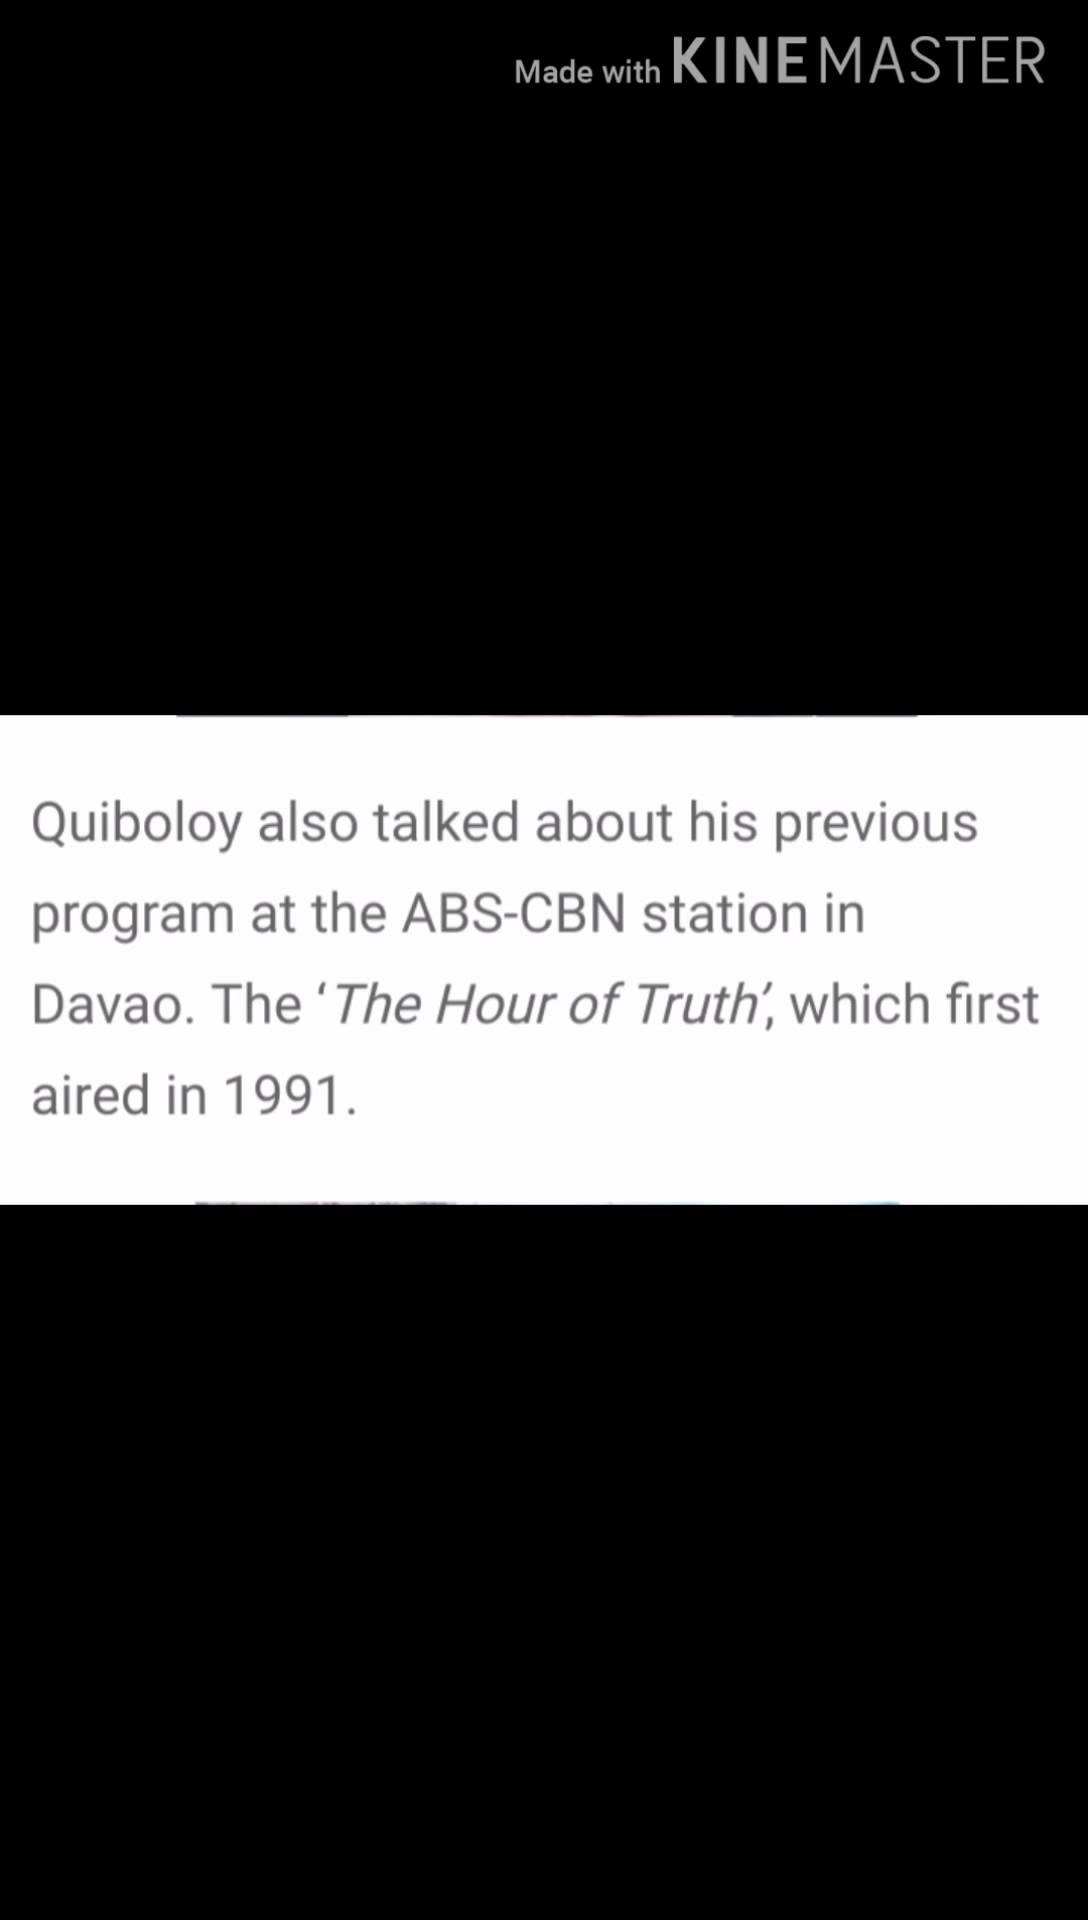 Made with KINEMASTER
Quiboloy also talked about his previous
program at the ABS-CBN station in
Davao. The ‘The Hour of Truth’, which first
aired in 1991.